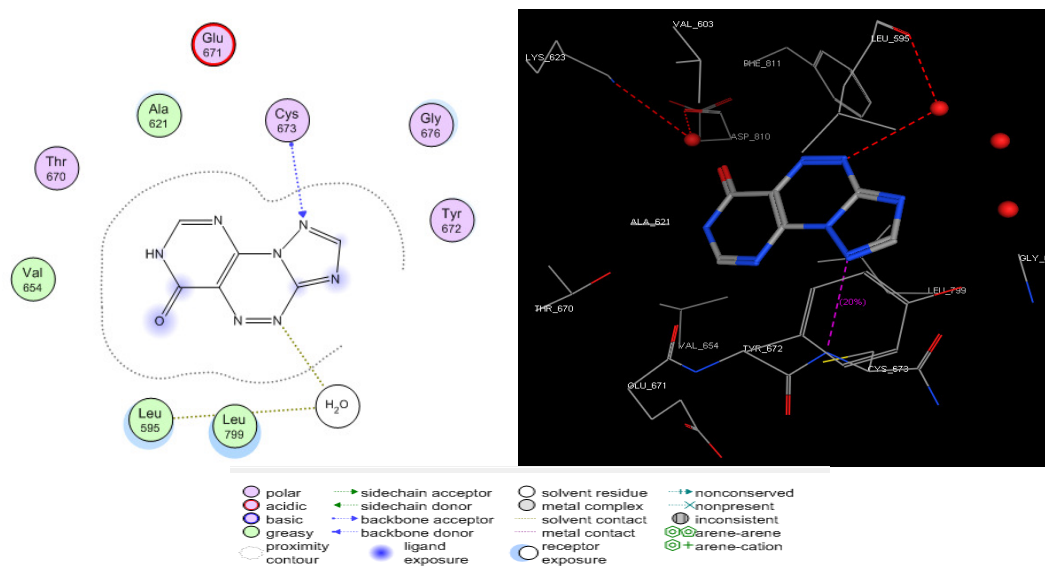 Glu
671
Ala
621
Cys
673
Gly
676
Thr
670
Tyr
672
Val
654
N
N
N
HN
N
N
O
N
N
H2O
Leu
595
Leu
799
VAL_603
LEU_595
LYS_623
PHE_811
ASP_810
ALA_621
GLY_6
LEU_799
THR_670
(20%)
VAL_654
TYR_672
CYS_673
GLU_671
polar
sidechain acceptor
solvent residue
nonconserved
acidic
sidechain donor
metal complex
nonpresent
basic
backbone acceptor
solvent contact
inconsistent
greasy
backbone donor
metal contact
arene-arene
proximity
contour
ligand
exposure
receptor
exposure
arene-cation